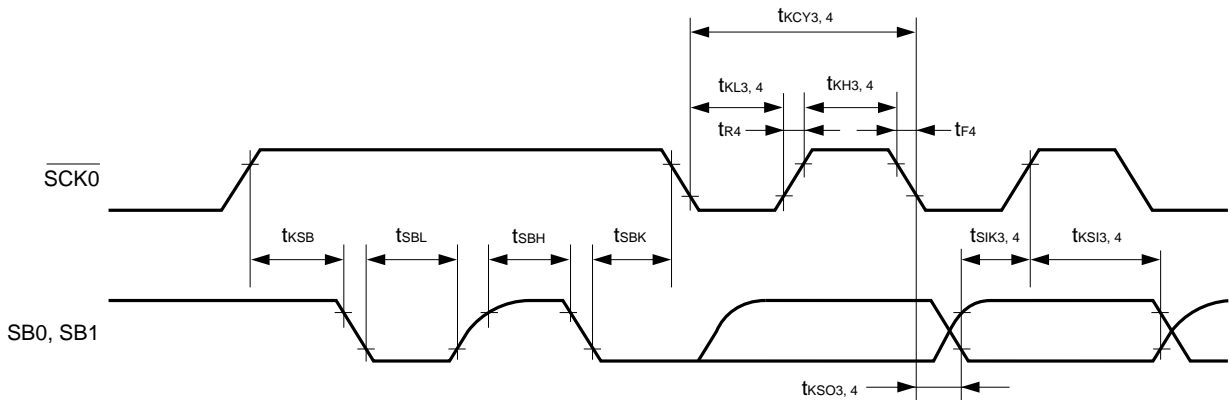 tKCY3, 4
tKL3, 4
tKH3, 4
tR4
tF4
SCK0
tKSB
tSBL
tSBH
tSBK
tSIK3, 4
tKSI3, 4
SB0, SB1
tKSO3, 4